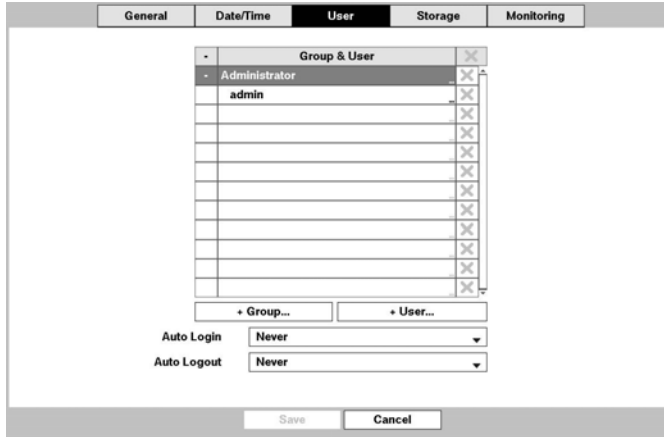 General Date/Time User Storage Monitoring
- Group & User
- Administrator
admin
+ Group... + User...
Auto Login Never
Auto Logout Never
Save Cancel